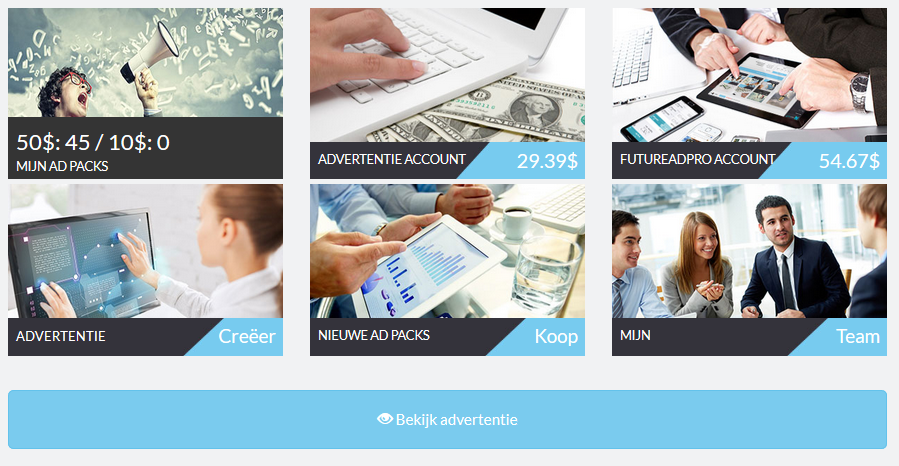 50$: 45 / 10$: 0
MIJN AD PACKS
ADVERTENTIE ACCOUNT 29.39$
FUTUREADPRO ACCOUNT 54.67$
ADVERTENTIE Creëer
NIEUWE AD PACKS Koop
MIJN Team
Bekijk advertentie